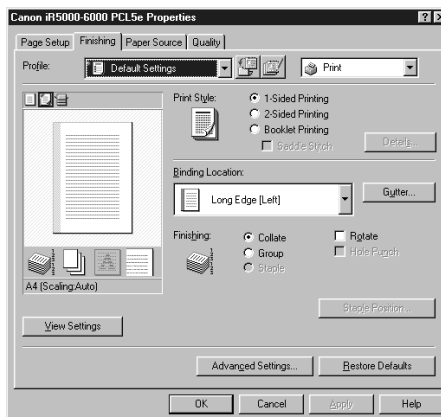 Canon iR5000-6000 PCL5e Properties
Page Setup Finishing Paper Source Quality
Profile: Default Settings Print
Print Style: 1-Sided Printing
2-Sided Printing
Booklet Printing
Saddle Stitch Details...
Binding Location:
Long Edge [Left] Gutter...
Finishing: Collate Rotate
Group Hole Punch
Staple
A4 (Scaling:Auto)
Staple Position...
View Settings
Advanced Settings... Restore Defaults
OK Cancel Apply Help